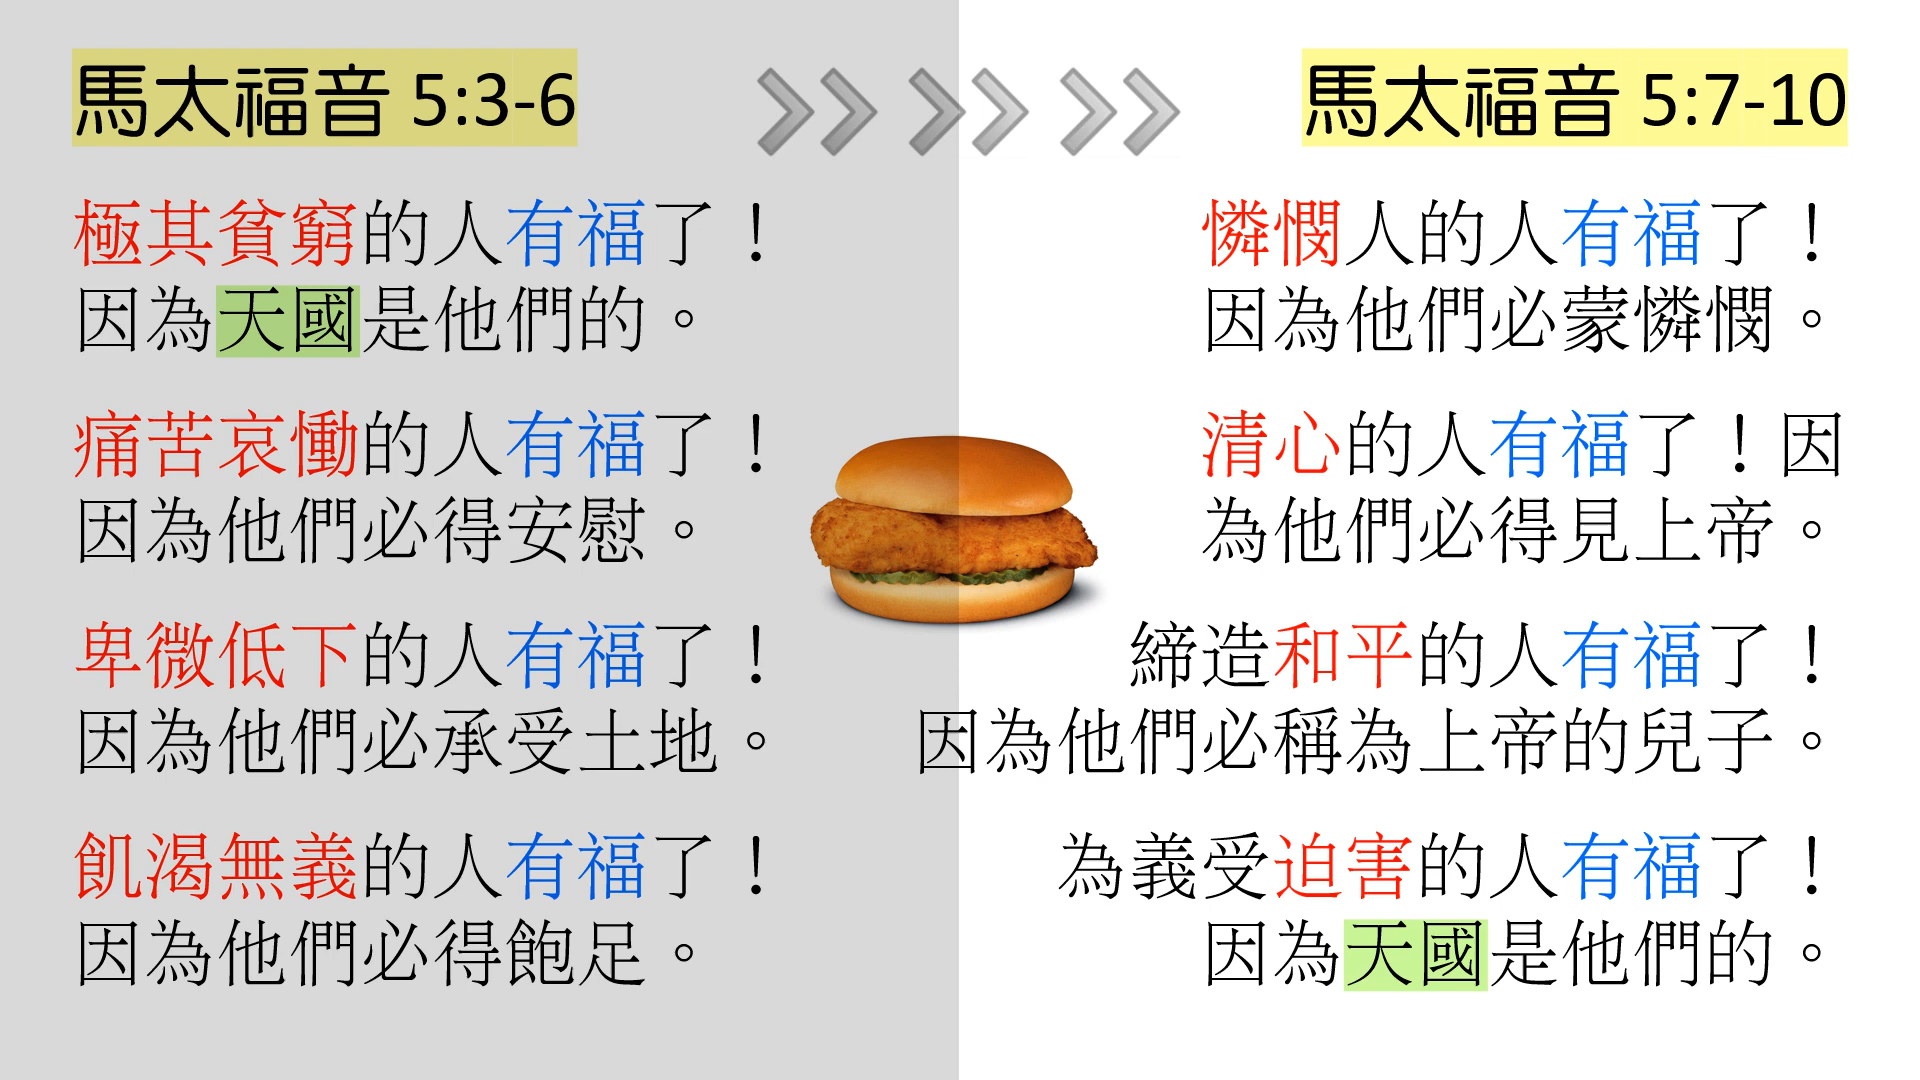 馬太福音 5:3-6
極其貧窮的人有福了！
因為天國是他們的。
痛苦哀慟的人有福了！
因為他們必得安慰。
卑微低下的人有福了！
因為他們必承受土地。
飢渴無義的人有福了！
因為他們必得飽足。
馬太福音 5:7-10
憐憫人的人有福了！
因為他們必蒙憐憫。
清心的人有福了！因
為他們必得見上帝。
締造和平的人有福了！
因為他們必稱為上帝的兒子。
為義受迫害的人有福了！
因為天國是他們的。